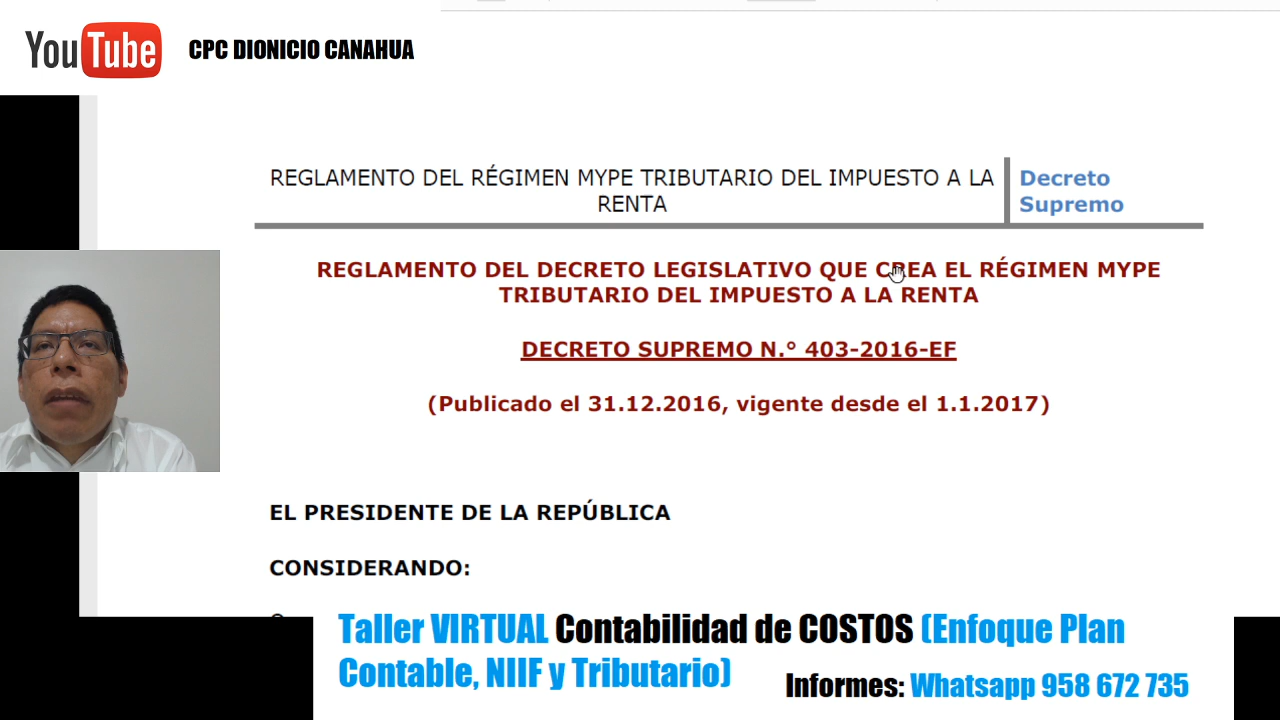 YouTube CPC DIONICIO CANAHUA
REGLAMENTO DEL RÉGIMEN MYPE TRIBUTARIO DEL IMPUESTO A LA
RENTA
Decreto
Supremo
REGLAMENTO DEL DECRETO LEGISLATIVO QUE CREA EL RÉGIMEN MYPE
TRIBUTARIO DEL IMPUESTO A LA RENTA
DECRETO SUPREMO N.° 403-2016-EF
(Publicado el 31.12.2016, vigente desde el 1.1.2017)
EL PRESIDENTE DE LA REPÚBLICA
CONSIDERANDO:
Taller VIRTUAL Contabilidad de COSTOS (Enfoque Plan
Contable, NIIF y Tributario)
Informes: Whatsapp 958 672 735